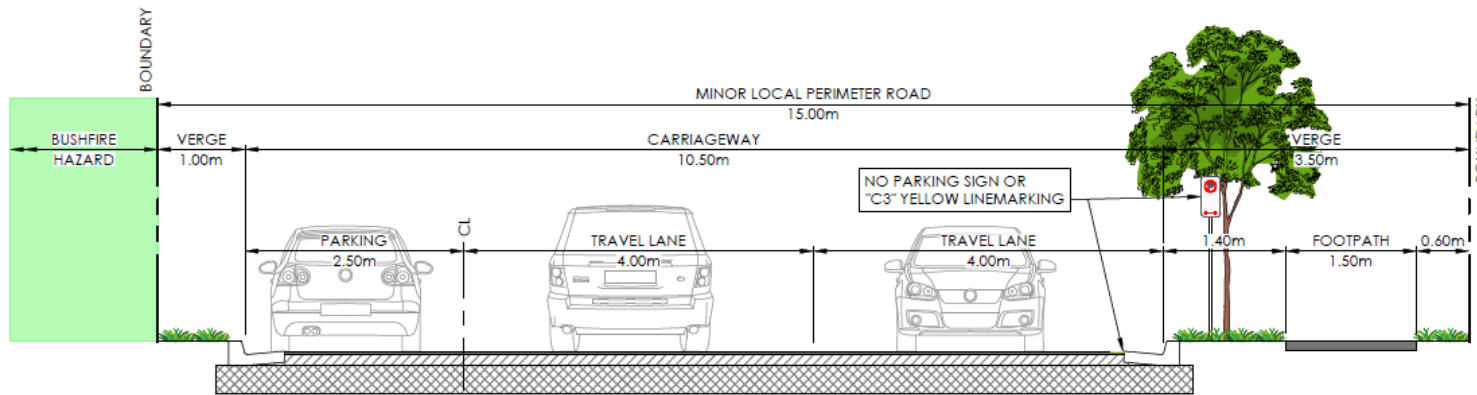 BOUNDARY
MINOR LOCAL PERIMETER ROAD
15.00m
BUSHFIRE
HAZARD
VERGE
1.00m
CARRIAGEWAY
10.50m
VERGE
3.50m
NO PARKING SIGN OR
"C3" YELLOW LINEMARKING
CL
PARKING
2.50m
TRAVEL LANE
4.00m
TRAVEL LANE
4.00m
1.40m
FOOTPATH
1.50m
0.60m